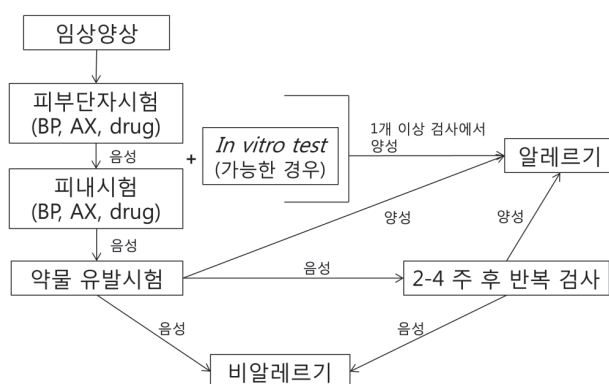 임상양상
피부단자시험
(BP, AX, drug)
음성
+
In vitro test
(가능한 경우)
1개 이상 검사에서
양성
알레르기
피내시험
(BP, AX, drug)
음성
양성
양성
약물 유발시험
음성
2-4 주 후 반복 검사
음성
음성
비알레르기